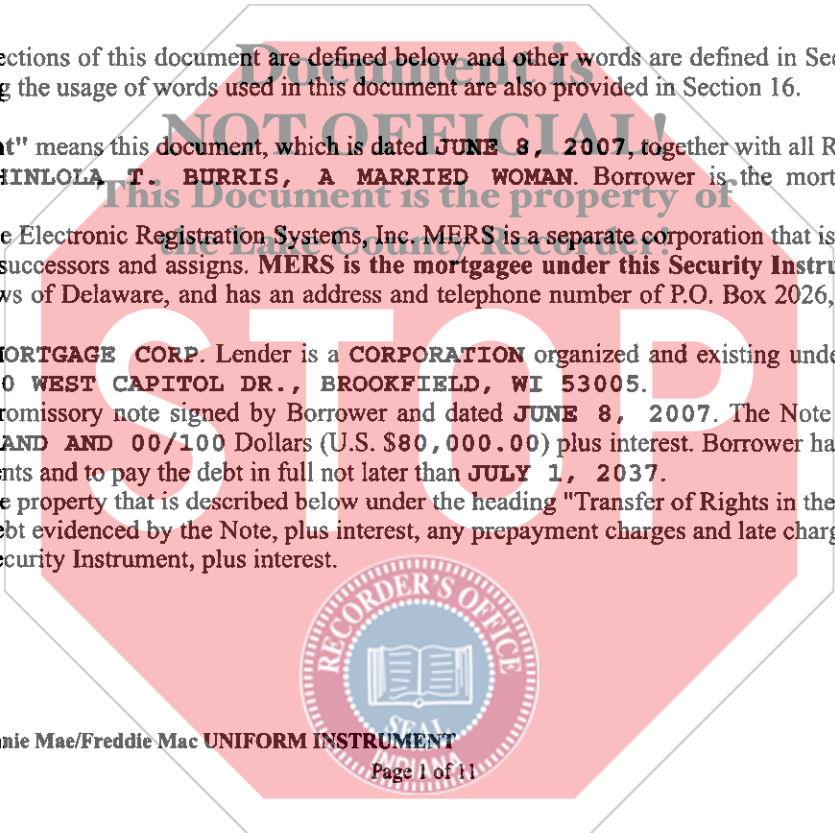 ections of this document are defined below and other words are defined in Sec
g the usage of words used in this document are also provided in Section 16.
Document is
NOT OFFICIAL!
This Document is the property of
the Lake County Recorder!
STOP
t" means this document, which is dated JUNE 8, 2007, together with all R
HINLOLA T. BURRIS, A MARRIED WOMAN. Borrower is the mort
e Electronic Registration Systems, Inc. MERS is a separate corporation that is
successors and assigns. MERS is the mortgagee under this Security Instru
ws of Delaware, and has an address and telephone number of P.O. Box 2026,
ORTGAGE CORP. Lender is a CORPORATION organized and existing unde
0 WEST CAPITOL DR., BROOKFIELD, WI 53005.
romissory note signed by Borrower and dated JUNE 8, 2007. The Note
AND AND 00/100 Dollars (U.S. $80,000.00) plus interest. Borrower ha
nts and to pay the debt in full not later than JULY 1, 2037.
e property that is described below under the heading "Transfer of Rights in the
ebt evidenced by the Note, plus interest, any prepayment charges and late charg
ecurity Instrument, plus interest.
RECORDER'S OFFICE
SEAL
INDIANA
nie Mae/Freddie Mac UNIFORM INSTRUMENT
Page 1 of 11